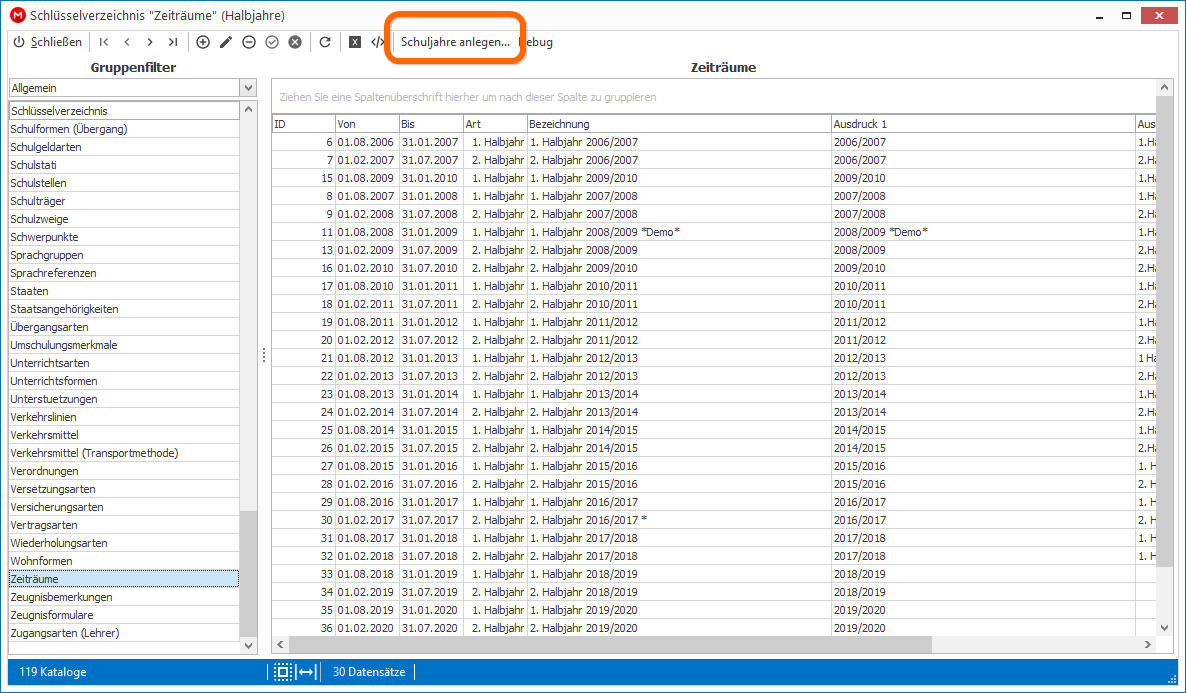 Schlüsselverzeichnis "Zeiträume" (Halbjahre)
Schließen Schuljahre anlegen... ebug
Gruppenfilter
Allgemein
Schlüsselverzeichnis
Schulformen (Übergang)
Schulgeldarten
Schulstati
Schulstellen
Schulträger
Schulzweige
Schwerpunkte
Sprachgruppen
Sprachreferenzen
Staaten
Staatsangehörigkeiten
Übergangsarten
Umschulungsmerkmale
Unterrichtsarten
Unterrichtsformen
Unterstuetzungen
Verkehrslinien
Verkehrsmittel
Verkehrsmittel (Transportmethode)
Verordnungen
Versetzungsarten
Versicherungsarten
Vertragsarten
Wiederholungsarten
Wohnformen
Zeiträume
Zeugnisbemerkungen
Zeugnisformulare
Zugangsarten (Lehrer)
Zeiträume
Ziehen Sie eine Spaltenüberschrift hierher um nach dieser Spalte zu gruppieren
ID Von Bis Art Bezeichnung Ausdruck 1 Aus
6 01.08.2006 31.01.2007 1. Halbjahr 1. Halbjahr 2006/2007 2006/2007 1.Ha
7 01.02.2007 31.07.2007 2. Halbjahr 2. Halbjahr 2006/2007 2006/2007 2.Ha
15 01.08.2009 31.01.2010 1. Halbjahr 1. Halbjahr 2009/2010 2009/2010 1.Ha
8 01.08.2007 31.01.2008 1. Halbjahr 1. Halbjahr 2007/2008 2007/2008 1.Ha
9 01.02.2008 31.07.2008 2. Halbjahr 2. Halbjahr 2007/2008 2007/2008 2.Ha
11 01.08.2008 31.01.2009 1. Halbjahr 1. Halbjahr 2008/2009 *Demo* 2008/2009 *Demo* 1.Ha
13 01.02.2009 31.07.2009 2. Halbjahr 2. Halbjahr 2008/2009 2008/2009 2.Ha
16 01.02.2010 31.07.2010 2. Halbjahr 2. Halbjahr 2009/2010 2009/2010 2.Ha
17 01.08.2010 31.01.2011 1. Halbjahr 1. Halbjahr 2010/2011 2010/2011 1.Ha
18 01.02.2011 31.07.2011 2. Halbjahr 2. Halbjahr 2010/2011 2010/2011 2.Ha
19 01.08.2011 31.01.2012 1. Halbjahr 1. Halbjahr 2011/2012 2011/2012 1.Ha
20 01.02.2012 31.07.2012 2. Halbjahr 2. Halbjahr 2011/2012 2011/2012 2.Ha
21 01.08.2012 31.01.2013 1. Halbjahr 1. Halbjahr 2012/2013 2012/2013 1 Ha
22 01.02.2013 31.07.2013 2. Halbjahr 2. Halbjahr 2012/2013 2012/2013 2.Ha
23 01.08.2013 31.01.2014 1. Halbjahr 1. Halbjahr 2013/2014 2013/2014 1.Ha
24 01.02.2014 31.07.2014 2. Halbjahr 2. Halbjahr 2013/2014 2013/2014 2.Ha
25 01.08.2014 31.01.2015 1. Halbjahr 1. Halbjahr 2014/2015 2014/2015 1.Ha
26 01.02.2015 31.07.2015 2. Halbjahr 2. Halbjahr 2014/2015 2014/2015 2.Ha
27 01.08.2015 31.01.2016 1. Halbjahr 1. Halbjahr 2015/2016 2015/2016 1. H
28 01.02.2016 31.07.2016 2. Halbjahr 2. Halbjahr 2015/2016 2015/2016 2. H
29 01.08.2016 31.01.2017 1. Halbjahr 1. Halbjahr 2016/2017 2016/2017 1. H
30 01.02.2017 31.07.2017 2. Halbjahr 2. Halbjahr 2016/2017 * 2016/2017 2. H
31 01.08.2017 31.01.2018 1. Halbjahr 1. Halbjahr 2017/2018 2017/2018 1. H
32 01.02.2018 31.07.2018 2. Halbjahr 2. Halbjahr 2017/2018 2017/2018 1. H
33 01.08.2018 31.01.2019 1. Halbjahr 1. Halbjahr 2018/2019 2018/2019
34 01.02.2019 31.07.2019 2. Halbjahr 2. Halbjahr 2018/2019 2018/2019
35 01.08.2019 31.01.2020 1. Halbjahr 1. Halbjahr 2019/2020 2019/2020
36 01.02.2020 31.07.2020 2. Halbjahr 2. Halbjahr 2019/2020 2019/2020
119 Kataloge 30 Datensätze